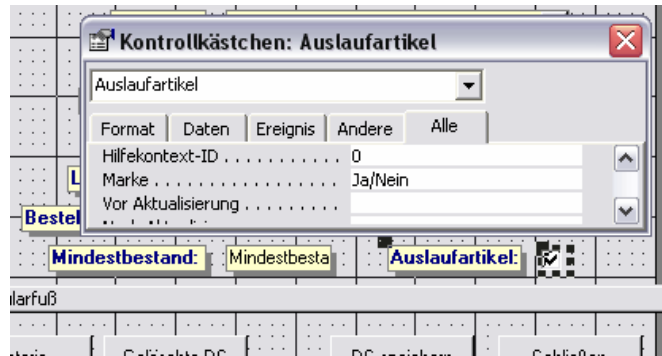 Kontrollkästchen: Auslaufartikel
Auslaufartikel
Format Daten Ereignis Andere Alle
Hilfekontext-ID . . . . . . . . . . . 0
Marke . . . . . . . . . . . . . . . . . Ja/Nein
Vor Aktualisierung . . . . . . . . .
Bestel
Mindestbestand: Mindestbesta Auslaufartikel:
larfuß
Schließen